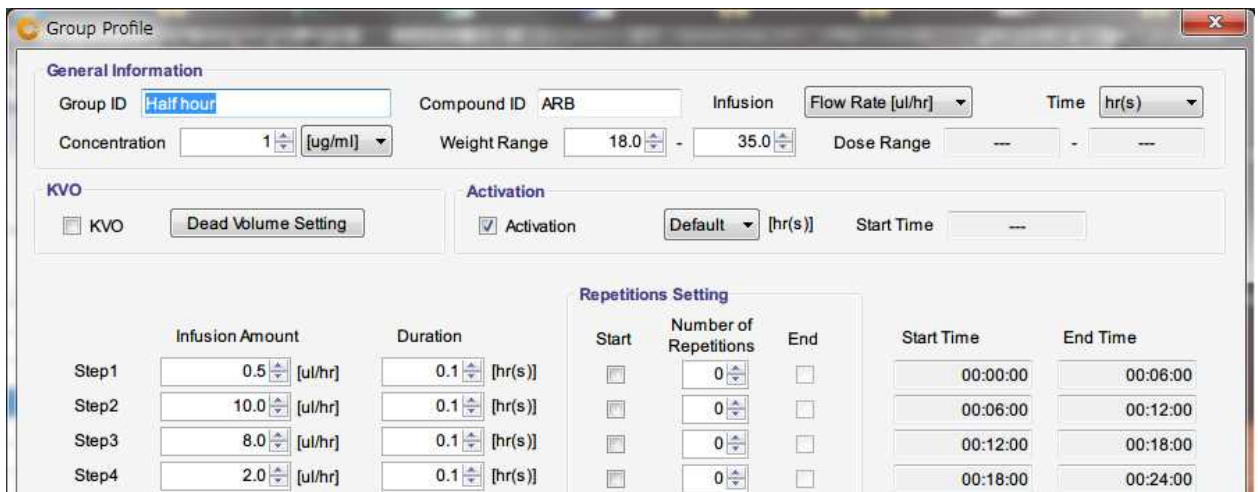 Group Profile
General Information
Group ID Half hour Compound ID ARB Infusion Flow Rate [ul/hr] Time hr(s)
Concentration 1 [ug/ml] Weight Range 18.0 - 35.0 Dose Range --- - ---
KVO Activation
KVO Dead Volume Setting Activation Default [hr(s)] Start Time ---
Repetitions Setting
Infusion Amount Duration Start Number of Repetitions End Start Time End Time
Step1 0.5 [ul/hr] 0.1 [hr(s)] 0 00:00:00 00:06:00
Step2 10.0 [ul/hr] 0.1 [hr(s)] 0 00:06:00 00:12:00
Step3 8.0 [ul/hr] 0.1 [hr(s)] 0 00:12:00 00:18:00
Step4 2.0 [ul/hr] 0.1 [hr(s)] 0 00:18:00 00:24:00